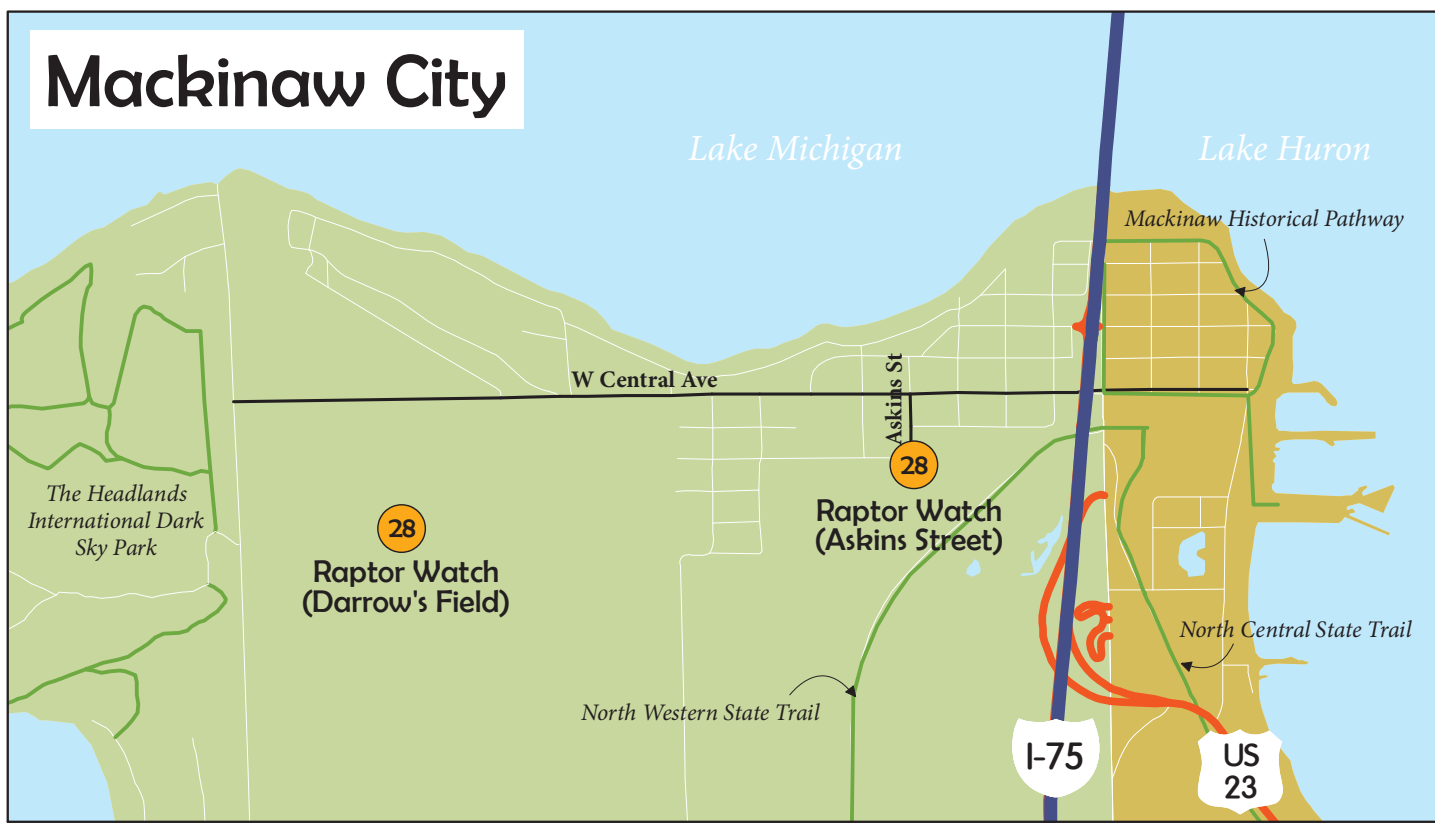 Mackinaw City
Lake Michigan
Lake Huron
Mackinaw Historical Pathway
W Central Ave
Askins St
28
Raptor Watch
(Askins Street)
The Headlands
International Dark
Sky Park
28
Raptor Watch
(Darrow's Field)
North Central State Trail
North Western State Trail
I-75
US
23